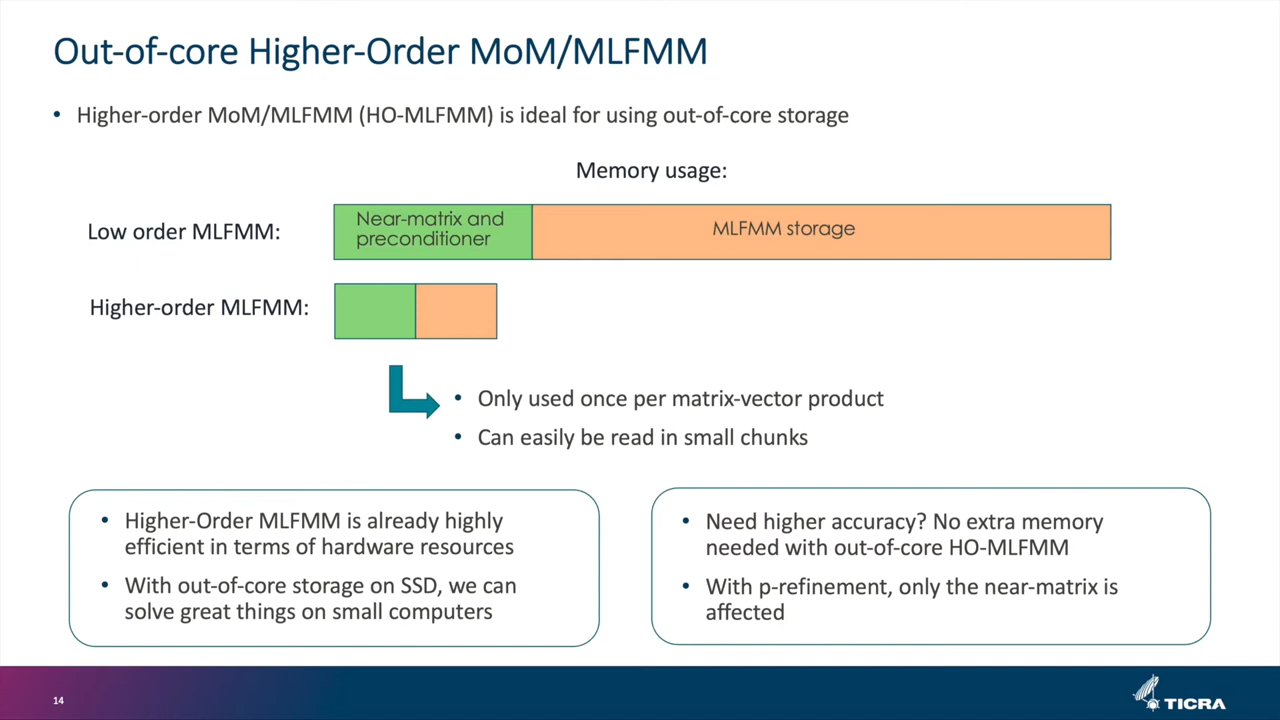 Out-of-core Higher-Order MoM/MLFMM
• Higher-order MoM/MLFMM (HO-MLFMM) is ideal for using out-of-core storage
Memory usage:
Low order MLFMM:
Near-matrix and
preconditioner
MLFMM storage
Higher-order MLFMM:
• Only used once per matrix-vector product
• Can easily be read in small chunks
• Higher-Order MLFMM is already highly
efficient in terms of hardware resources
• With out-of-core storage on SSD, we can
solve great things on small computers
• Need higher accuracy? No extra memory
needed with out-of-core HO-MLFMM
• With p-refinement, only the near-matrix is
affected
14
TICRA